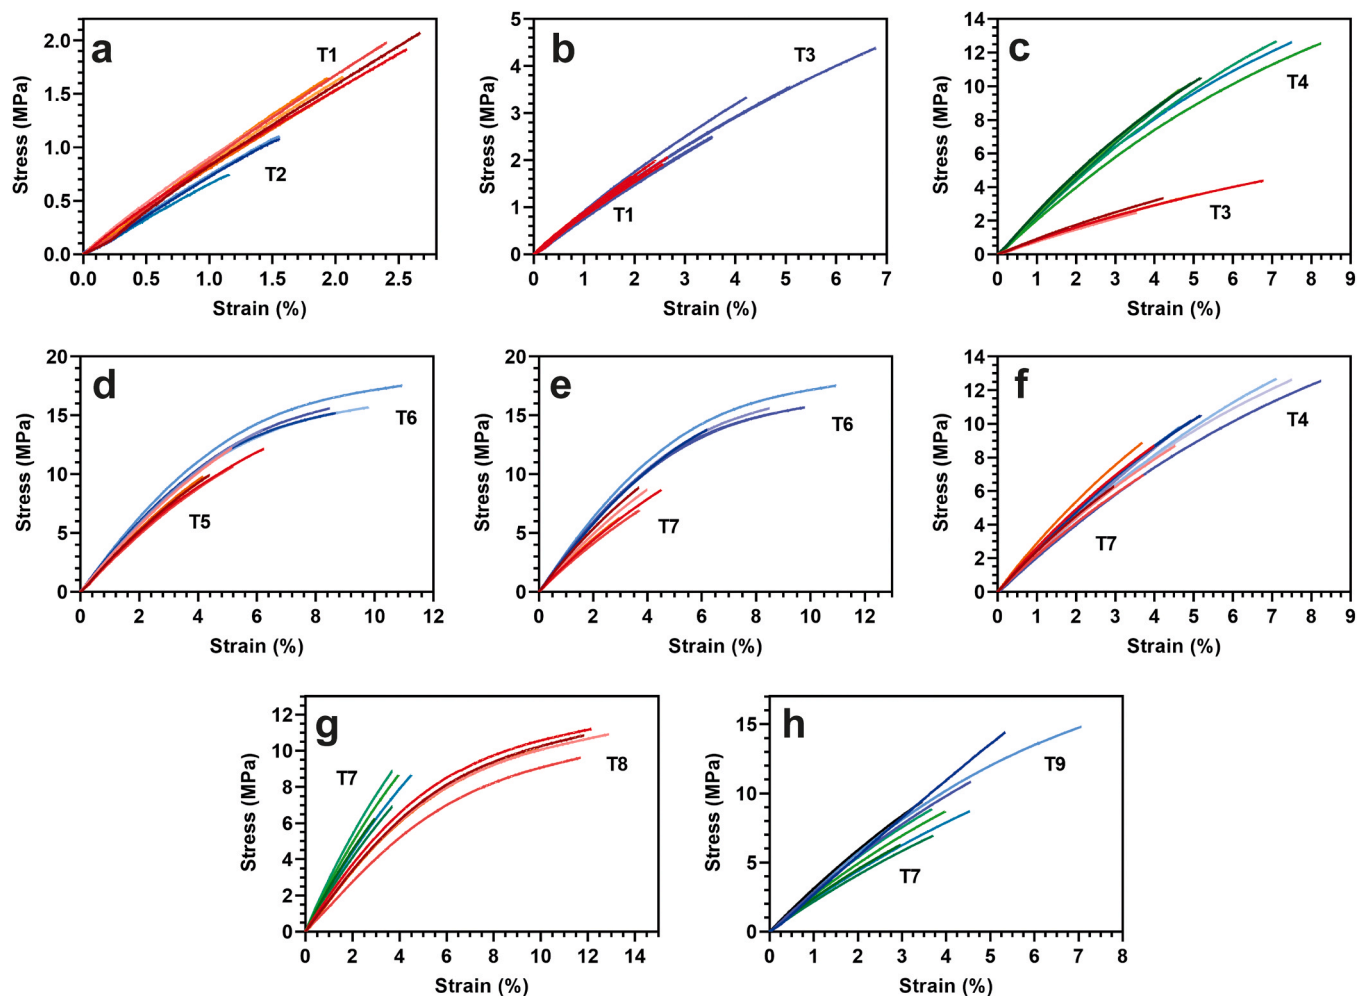 a
T1
T2
Stress (MPa)
2.0
1.5
1.0
0.5
0.0
0.0 0.5 1.0 1.5 2.0 2.5
Strain (%)
b
T3
T1
Stress (MPa)
5
4
3
2
1
0
0 1 2 3 4 5 6 7
Strain (%)
c
T4
T3
Stress (MPa)
14
12
10
8
6
4
2
0
0 1 2 3 4 5 6 7 8 9
Strain (%)
d
T6
T5
Stress (MPa)
20
15
10
5
0
0 2 4 6 8 10 12
Strain (%)
e
T6
T7
Stress (MPa)
20
15
10
5
0
0 2 4 6 8 10 12
Strain (%)
f
T4
T7
Stress (MPa)
14
12
10
8
6
4
2
0
0 1 2 3 4 5 6 7 8 9
Strain (%)
g
T7
T8
Stress (MPa)
12
10
8
6
4
2
0
0 2 4 6 8 10 12 14
Strain (%)
h
T9
T7
Stress (MPa)
15
10
5
0
0 1 2 3 4 5 6 7 8
Strain (%)